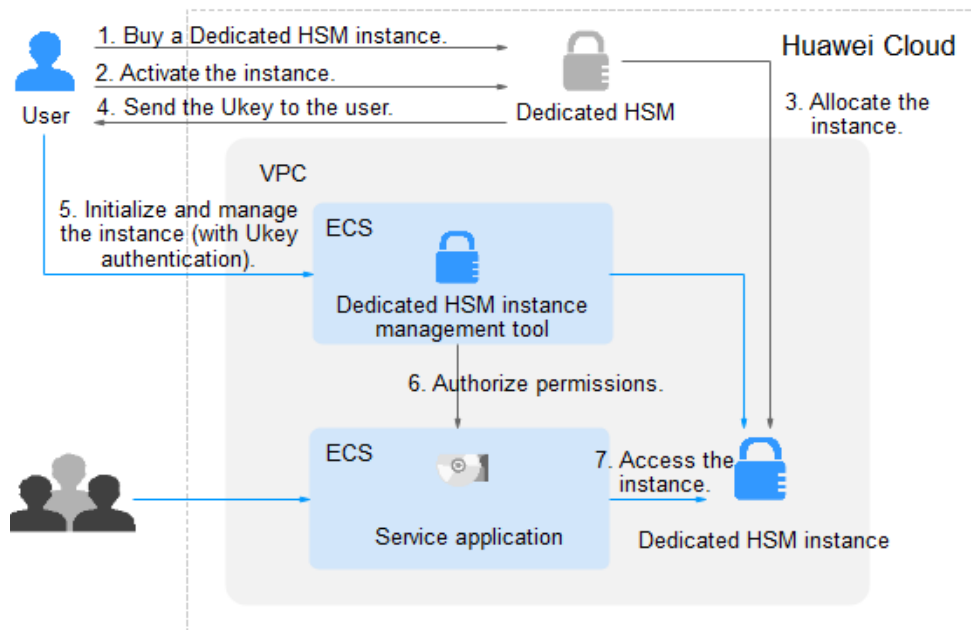 1. Buy a Dedicated HSM instance.
Huawei Cloud
2. Activate the instance.
4. Send the Ukey to the user.
User
Dedicated HSM
3. Allocate the
instance.
VPC
5. Initialize and manage
the instance (with Ukey
authentication).
ECS
Dedicated HSM instance
management tool
6. Authorize permissions.
ECS
7. Access the
instance.
Service application
Dedicated HSM instance